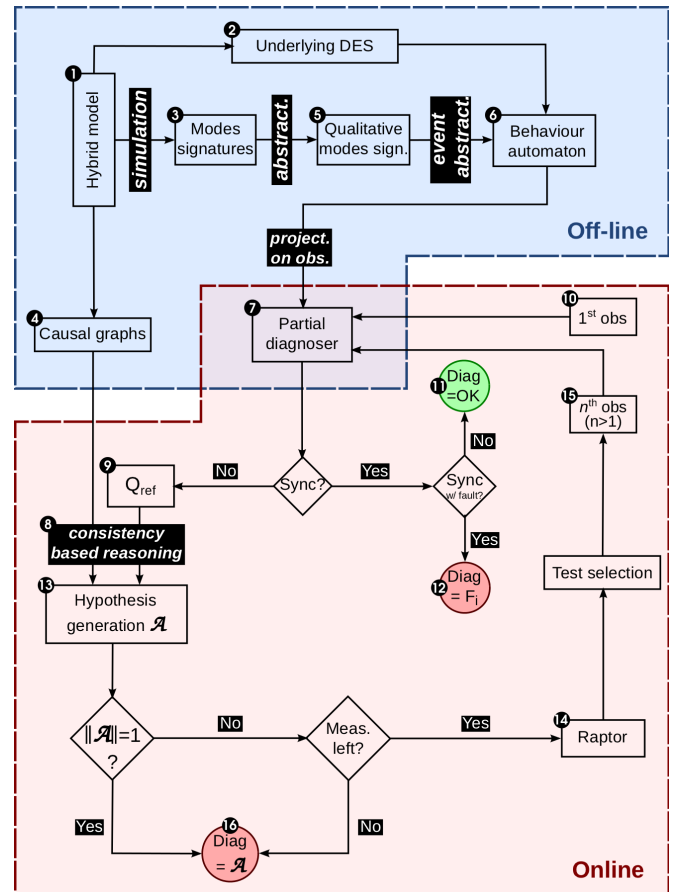 2
Underlying DES
1
Hybrid model
simulation
3
Modes
signatures
abstract.
5
Qualitative
modes sign.
event
abstract.
6
Behaviour
automaton
Off-line
project.
on obs.
4
Causal graphs
7
Partial
diagnoser
10
1st obs
11
Diag
=OK
15
nth obs
(n>1)
No
9
Qref
No
Sync?
Yes
Sync
w/ fault?
Yes
8
consistency
based reasoning
12
Diag
= Fi
Test selection
13
Hypothesis
generation 𝒜
||𝒜||=1
?
No
Meas.
left?
Yes
14
Raptor
Yes
No
16
Diag
= 𝒜
Online